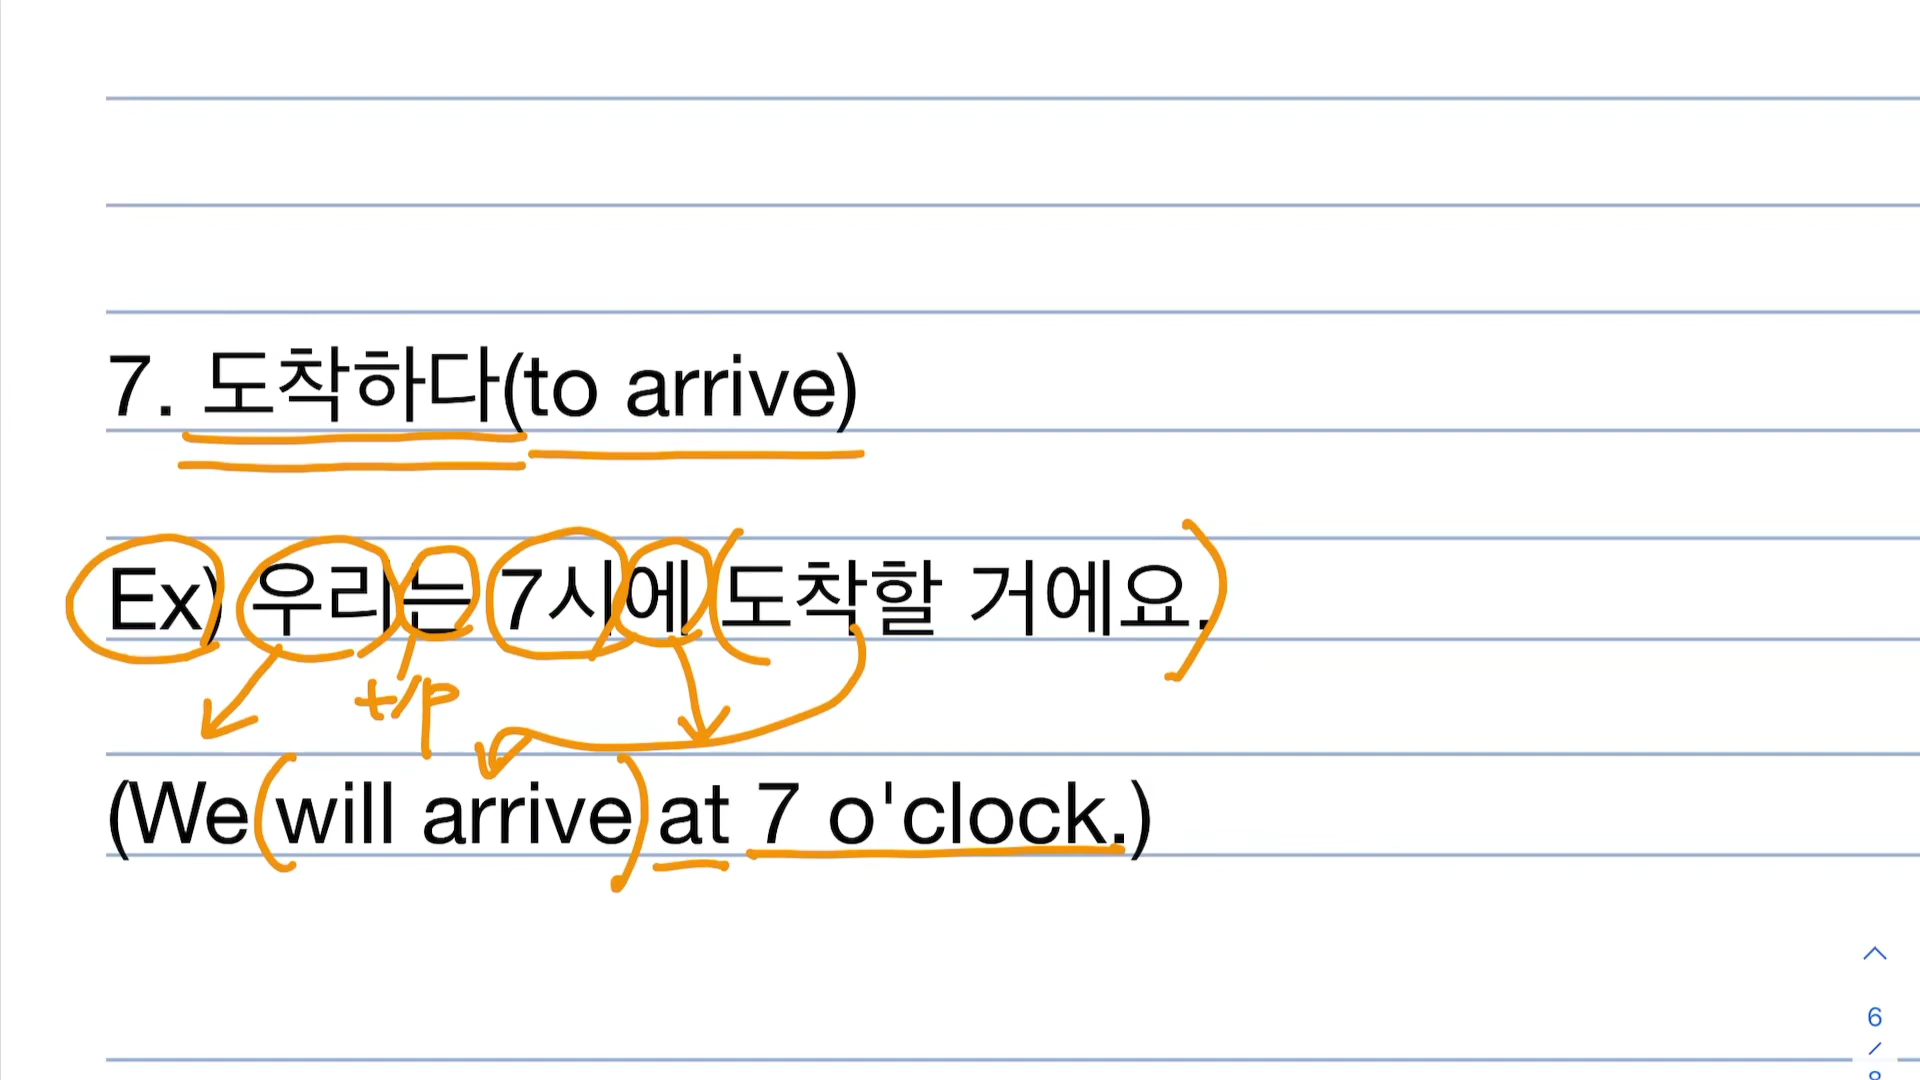 7. 도착하다(to arrive)
Ex) 우리는 7시에 도착할 거에요.
t/p
(We will arrive at 7 o'clock.)
6
/
8